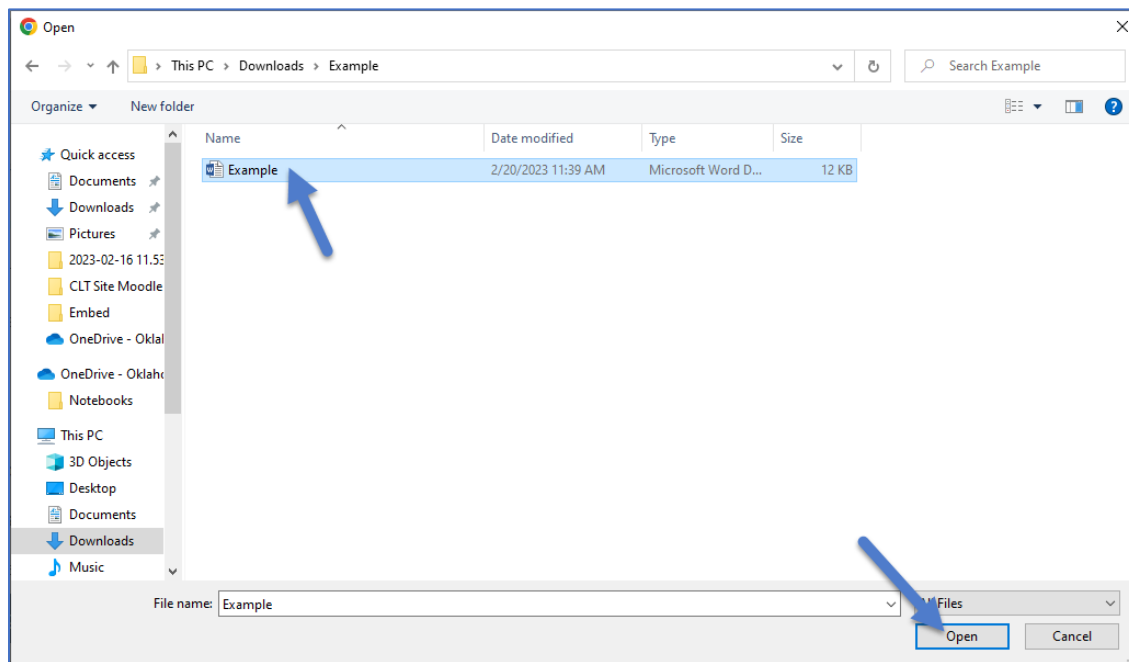 Open
This PC > Downloads > Example
Search Example
Organize
New folder
Name
Date modified
Type
Size
Quick access
Documents
Downloads
Pictures
2023-02-16 11.53
CLT Site Moodle
Embed
OneDrive - Oklal
OneDrive - Oklaho
Notebooks
This PC
3D Objects
Desktop
Documents
Downloads
Music
Example 2/20/2023 11:39 AM Microsoft Word D... 12 KB
File name: Example
Files
Open
Cancel